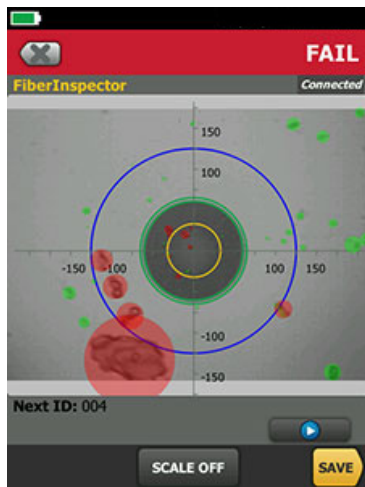 FAIL
FiberInspector Connected
150
100
-150 -100 100 150
-100
-150
Next ID: 004
SCALE OFF SAVE